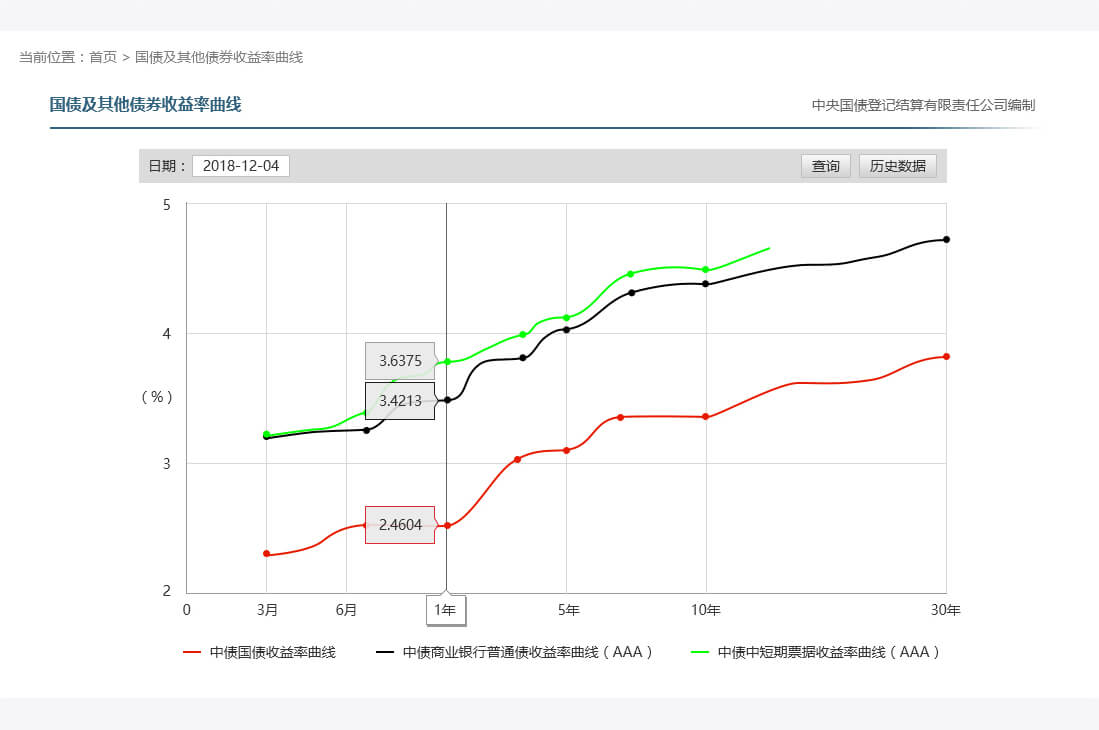 当前位置：首页 > 国债及其他债券收益率曲线
国债及其他债券收益率曲线
中央国债登记结算有限责任公司编制
日期： 2018-12-04 查询 历史数据
5
4
3.6375
（%） 3.4213
3
2.4604
2
0 3月 6月 1年 5年 10年 30年
中债国债收益率曲线 中债商业银行普通债收益率曲线（AAA） 中债中短期票据收益率曲线（AAA）